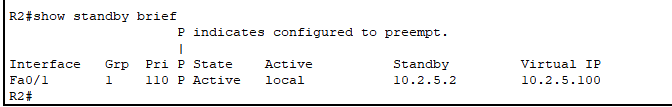 R2#show standby brief
                     P indicates configured to preempt.
                     |
Interface   Grp  Pri P State   Active          Standby         Virtual IP
Fa0/1       1    110 P Active  local           10.2.5.2        10.2.5.100
R2#